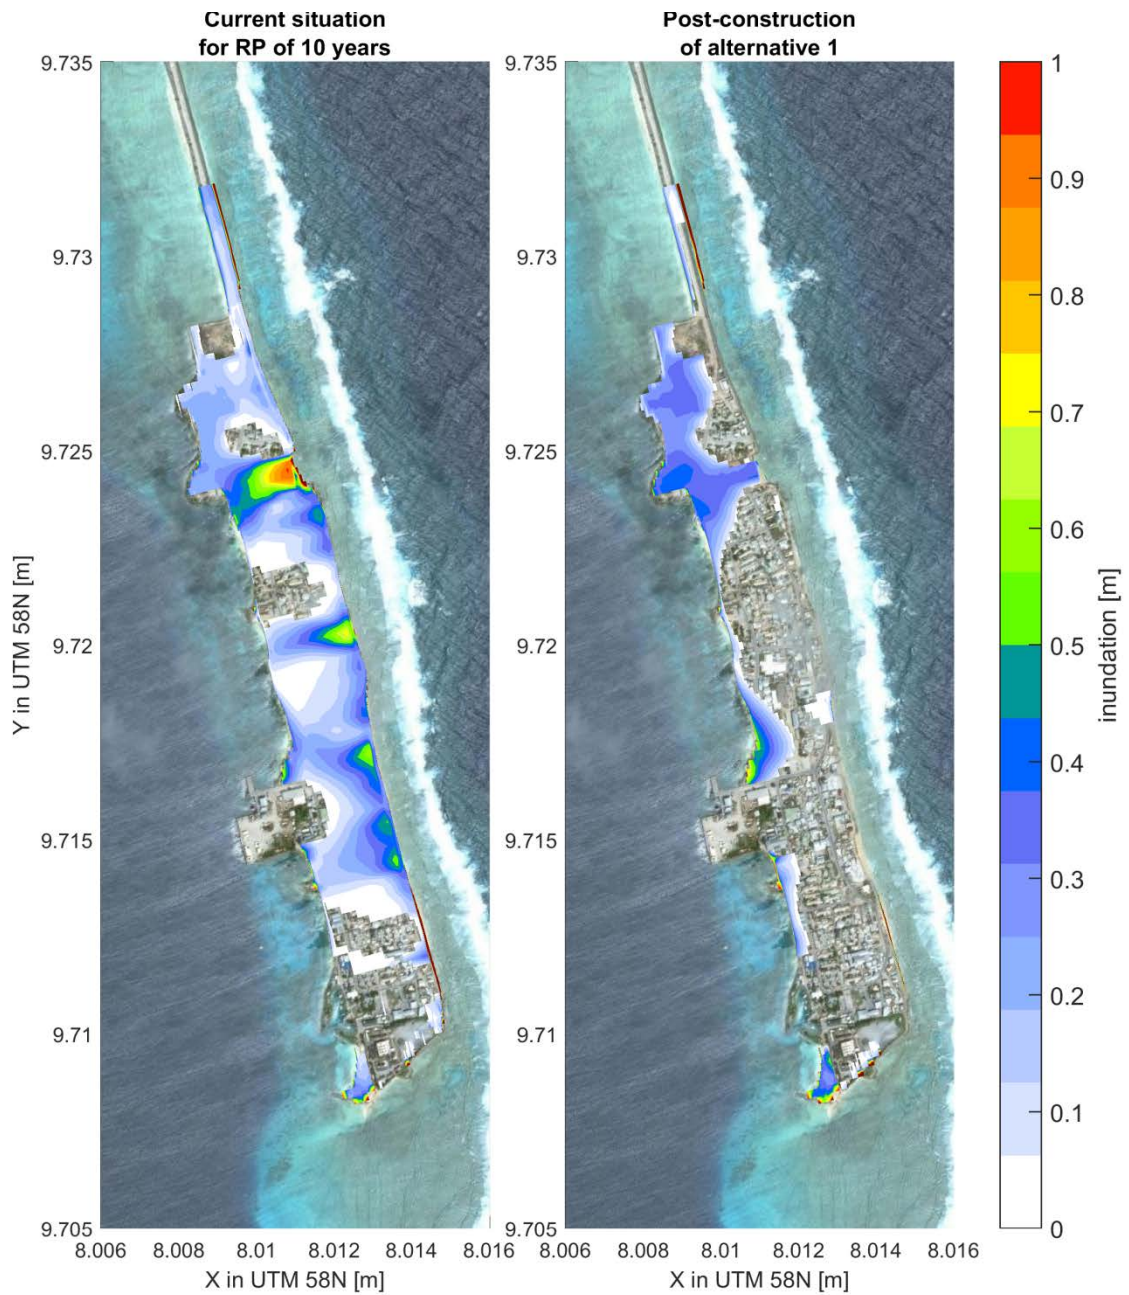 Current situation
for RP of 10 years
Post-construction
of alternative 1
9.735
9.73
9.725
9.72
9.715
9.71
9.705
8.006 8.008 8.01 8.012 8.014 8.016
X in UTM 58N [m]
Y in UTM 58N [m]
9.735
9.73
9.725
9.72
9.715
9.71
9.705
8.006 8.008 8.01 8.012 8.014 8.016
X in UTM 58N [m]
1
0.9
0.8
0.7
0.6
0.5
0.4
0.3
0.2
0.1
0
inundation [m]